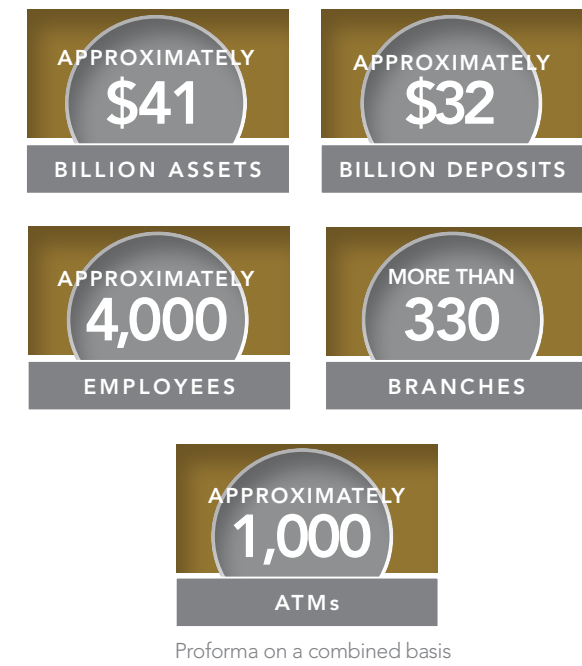 APPROXIMATELY
$41
BILLION ASSETS
APPROXIMATELY
$32
BILLION DEPOSITS
APPROXIMATELY
4,000
EMPLOYEES
MORE THAN
330
BRANCHES
APPROXIMATELY
1,000
ATMs
Proforma on a combined basis